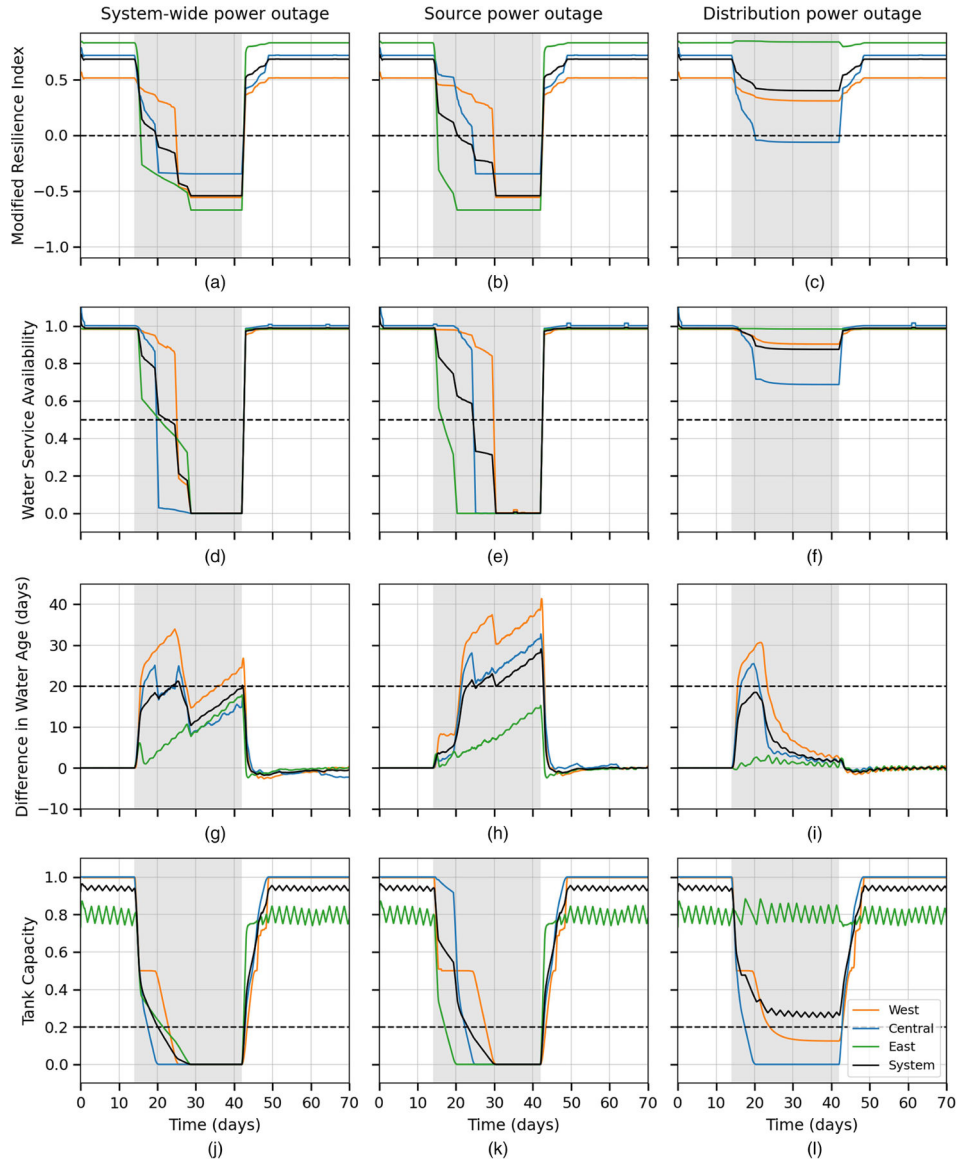 System-wide power outage
Source power outage
Distribution power outage
Modified Resilience Index
0.5
0.0
−0.5
−1.0
(a)
(b)
(c)
Water Service Availability
1.0
0.8
0.6
0.4
0.2
0.0
(d)
(e)
(f)
Difference in Water Age (days)
40
30
20
10
0
−10
(g)
(h)
(i)
Tank Capacity
1.0
0.8
0.6
0.4
0.2
0.0
West
Central
East
System
0 10 20 30 40 50 60 70
0 10 20 30 40 50 60 70
0 10 20 30 40 50 60 70
Time (days)
Time (days)
Time (days)
(j)
(k)
(l)